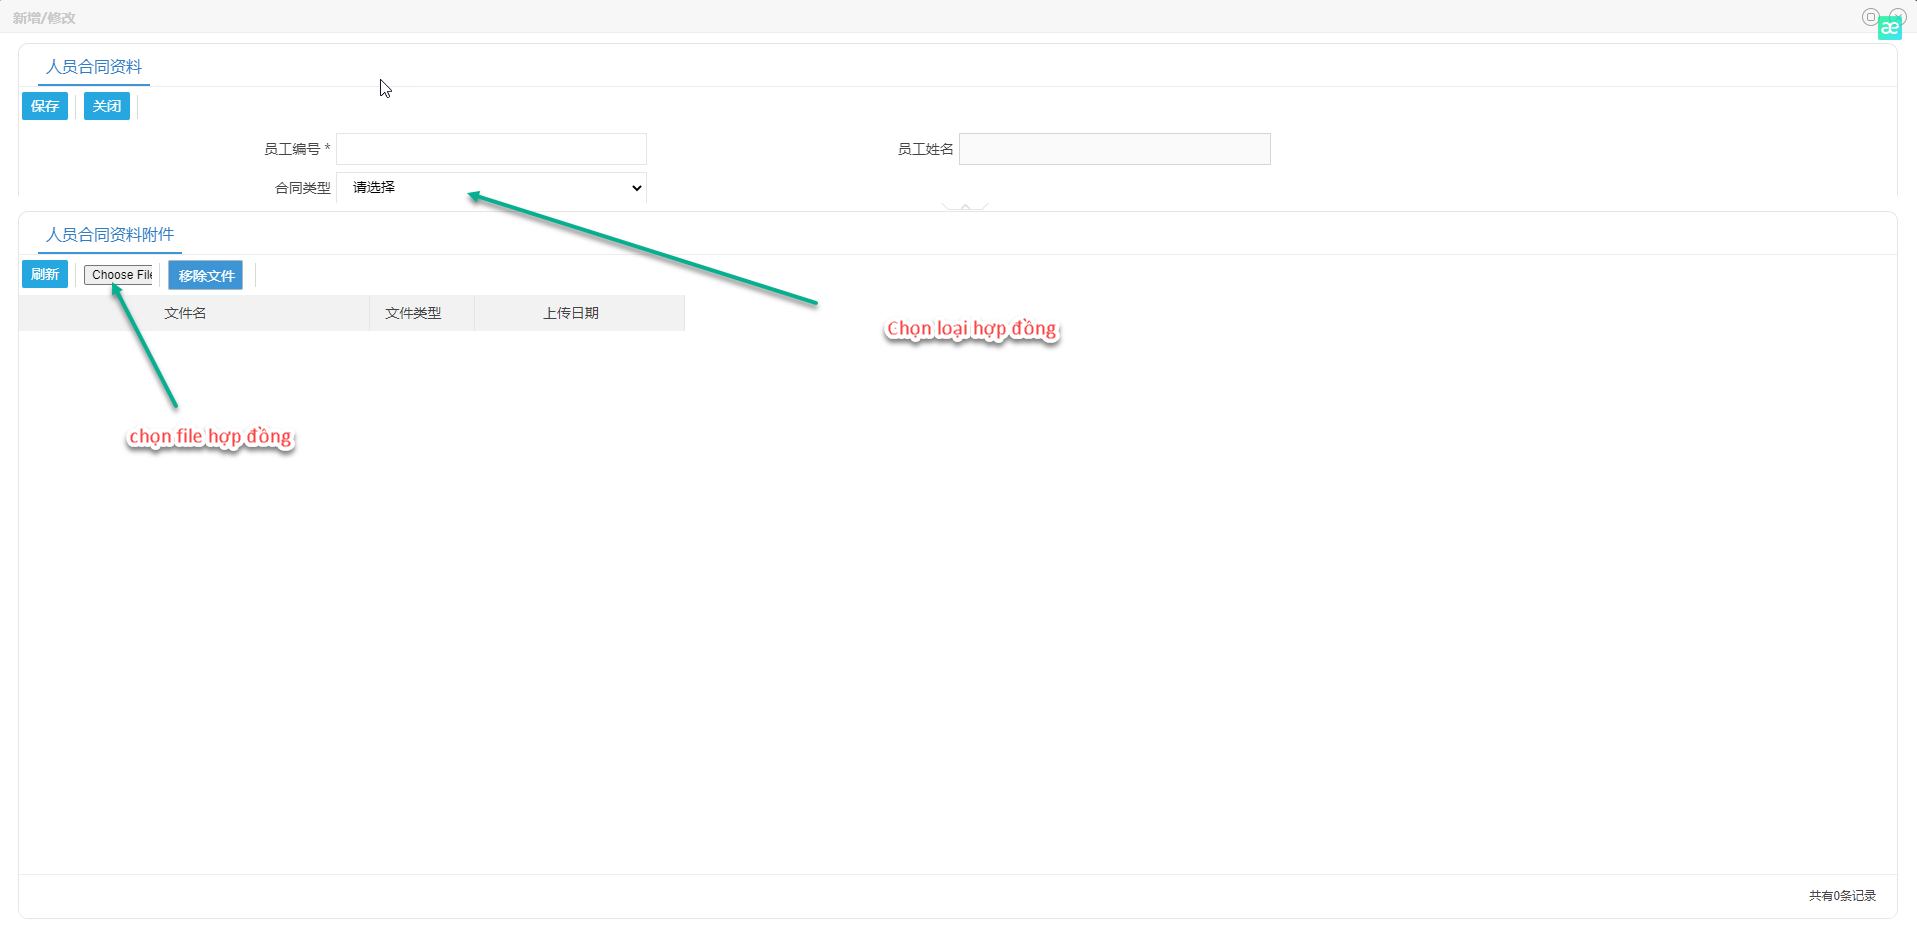 新增/修改
æ
人员合同资料
保存 关闭
员工编号 * 员工姓名
合同类型 请选择
人员合同资料附件
刷新 Choose File 移除文件
文件名 文件类型 上传日期
Chọn loại hợp đồng
chọn file hợp đồng
共有0条记录